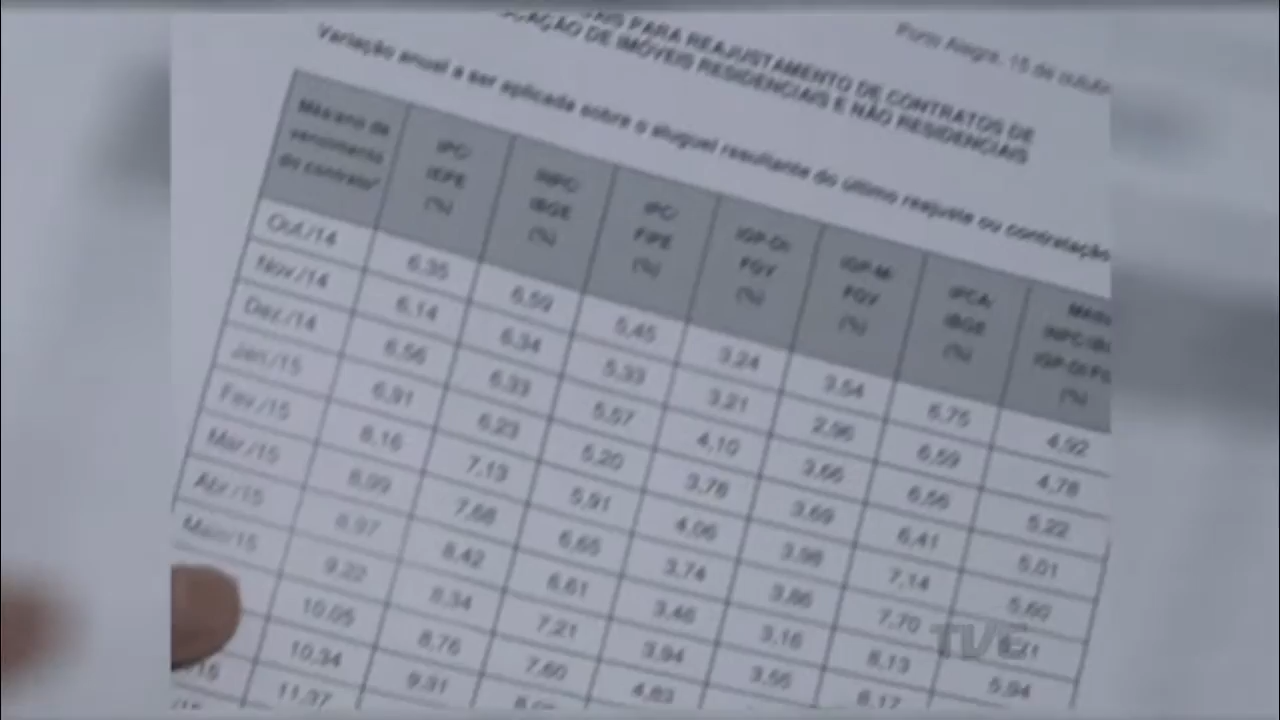 Porto Alegre, 15 de
PARA REAJUSTAMENTO DE CONTRATOS DE
DE IMÓVEIS RESIDENCIAIS E NÃO RESIDENCIAIS
Variação anual a ser aplicada sobre o aluguel resultante do último reajuste ou contratação
Mês/ano de vencimento do contrato* IPC/ IEPE (%) INPC/ IBGE (%) IPC/ FIPE (%) IGP-DI/ FGV (%) IGP-M/ FGV (%) IPCA/ IBGE (%) (%)
Out./14 6,35 6,59 5,45 3,24 3,54 6,75 4,92
Nov./14 6,14 6,34 5,33 3,21 2,96 6,59 4,78
Dez./14 6,56 6,33 5,57 4,10 3,66 6,56 5,22
Jan./15 6,91 6,23 5,20 3,78 3,69 6,41 5,01
Fev./15 8,16 7,13 5,91 4,06 3,98 7,14 5,60
Mar./15 8,99 7,68 6,65 3,74 3,86 7,70
Abr./15 8,97 8,42 6,61 3,46 3,16 8,13 5,94
Maio/15 9,22 8,34 7,21 3,94 3,55 8,17
10,05 8,76 7,60 4,83
10,34 9,31
/15 11,37
TVE